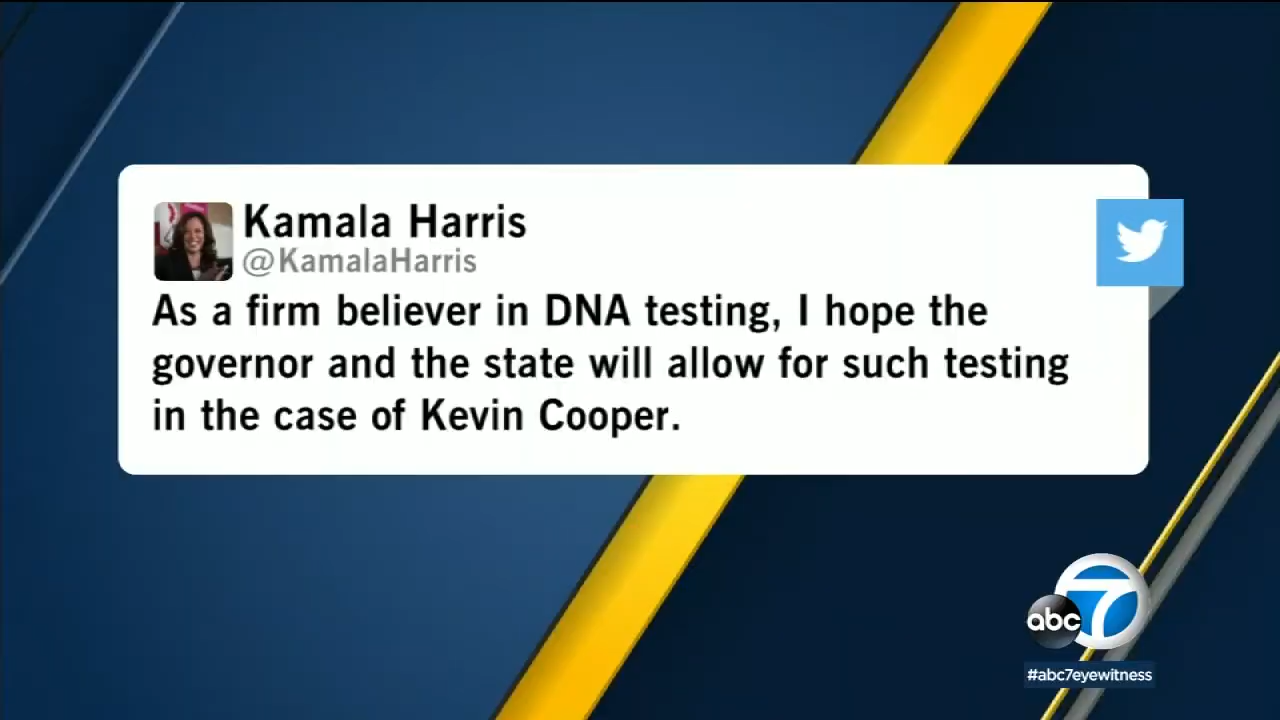 Kamala Harris
@KamalaHarris
As a firm believer in DNA testing, I hope the
governor and the state will allow for such testing
in the case of Kevin Cooper.
abc 7
#abc7eyewitness